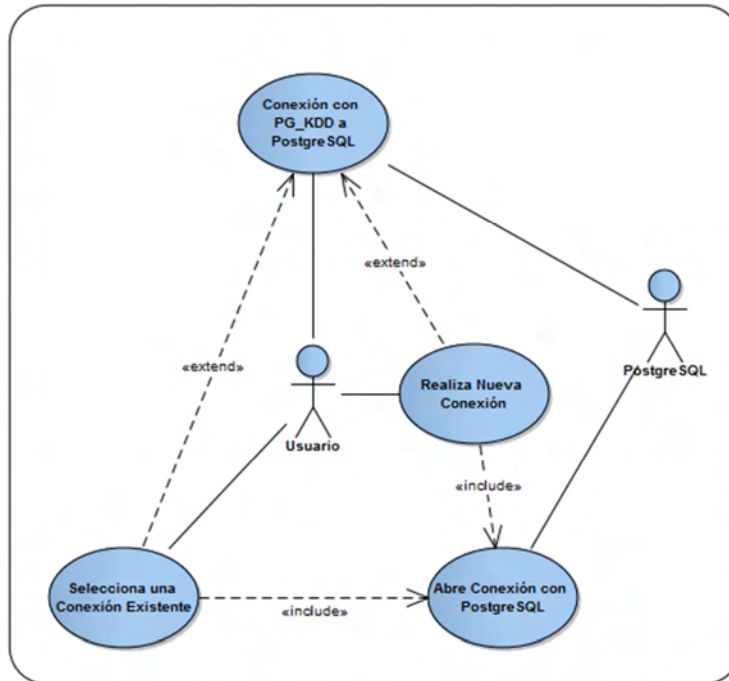 Conexión con
PG_KDD a
PostgreSQL
«extend»
«extend»
PostgreSQL
Realiza Nueva
Conexión
Usuario
«include»
Selecciona una
Conexión Existente
«include»
Abre Conexión con
PostgreSQL